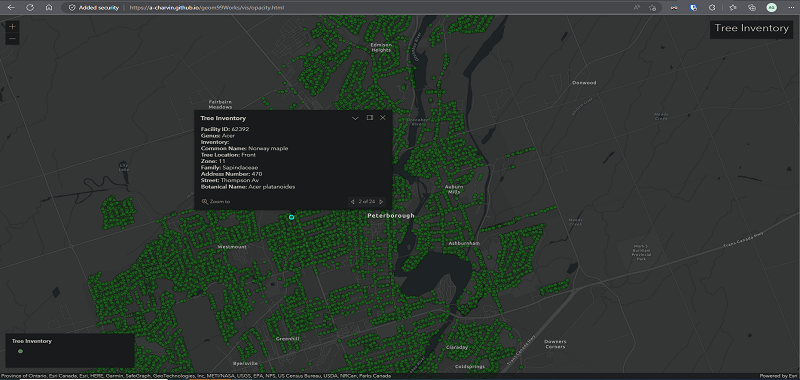 Added security
https://a-charvin.github.io/geom99Works/vis/opacity.html
Tree Inventory
Edmison
Heights
Donwood
Fairbairn
Meadows
Tree Inventory
Facility ID: 62392
Genus: Acer
Inventory:
Common Name: Norway maple
Tree Location: Front
Zone: 11
Family: Sapindaceae
Address Number: 470
Street: Thompson Av
Botanical Name: Acer platanoides
Zoom to
2 of 24
Auburn
Mills
Peterborough
Westmount
Ashburnham
Mark S
Burnham
Provincial
Park
Trans-Canada Hwy
Tree Inventory
Greenhill
Byersville
Claraday
Coldsprings
Downers
Corners
Province of Ontario, Esri Canada, Esri, HERE, Garmin, SafeGraph, GeoTechnologies, Inc, METI/NASA, USGS, EPA, NPS, US Census Bureau, USDA, NRCan, Parks Canada
Powered by Esri